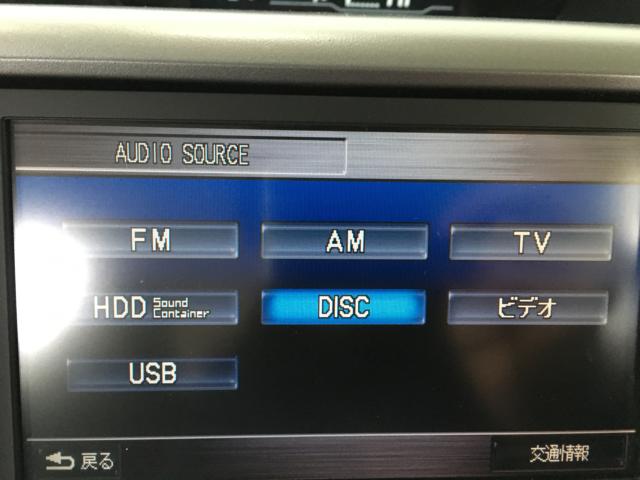 AUDIO SOURCE
FM
AM
TV
HDD Sound Container
DISC
ビデオ
USB
戻る
交通情報